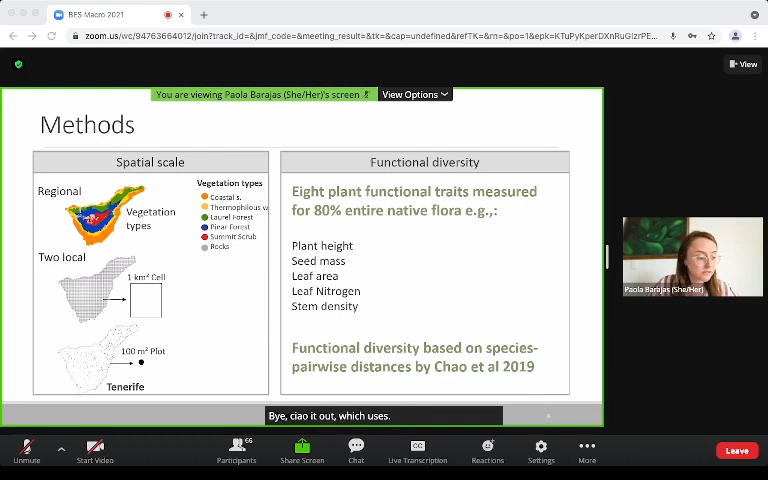 BES Macro 2021
zoom.us/wc/94763664012/join?track_id=&jmf_code=&meeting_result=&tk=&cap=undefined&refTK=&rn=&po=1&epk=KTuPyKperDXnRuGlzrPE...
View
You are viewing Paola Barajas (She/Her)'s screen
View Options
Methods
Spatial scale
Regional
Vegetation types
Coastal s.
Thermophilous w
Laurel Forest
Pinar Forest
Summit Scrub
Rocks
Vegetation
types
Two local
1 km² Cell
100 m² Plot
Tenerife
Functional diversity
Eight plant functional traits measured
for 80% entire native flora e.g.,:
Plant height
Seed mass
Leaf area
Leaf Nitrogen
Stem density
Functional diversity based on species-
pairwise distances by Chao et al 2019
Paola Barajas (She/Her)
Bye, ciao it out, which uses.
Unmute
Start Video
66
Participants
Share Screen
Chat
CC
Live Transcription
Reactions
Settings
More
Leave